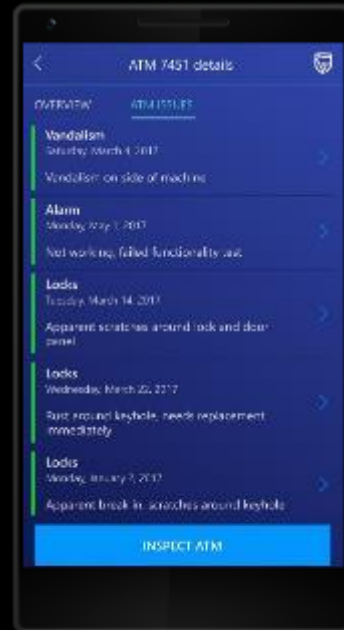 ATM 7451 details
OVERVIEW
ATM ISSUES
Vandalism
Saturday, March 4, 2017
Vandalism on side of machine
Alarm
Monday, May 1, 2017
Not working, failed functionality test
Locks
Tuesday, March 14, 2017
Apparent scratches around lock and door
panel
Locks
Wednesday, March 22, 2017
Rust around keyhole, needs replacement
immediately
Locks
Monday, January 2, 2017
Apparent break in, scratches around keyhole
INSPECT ATM